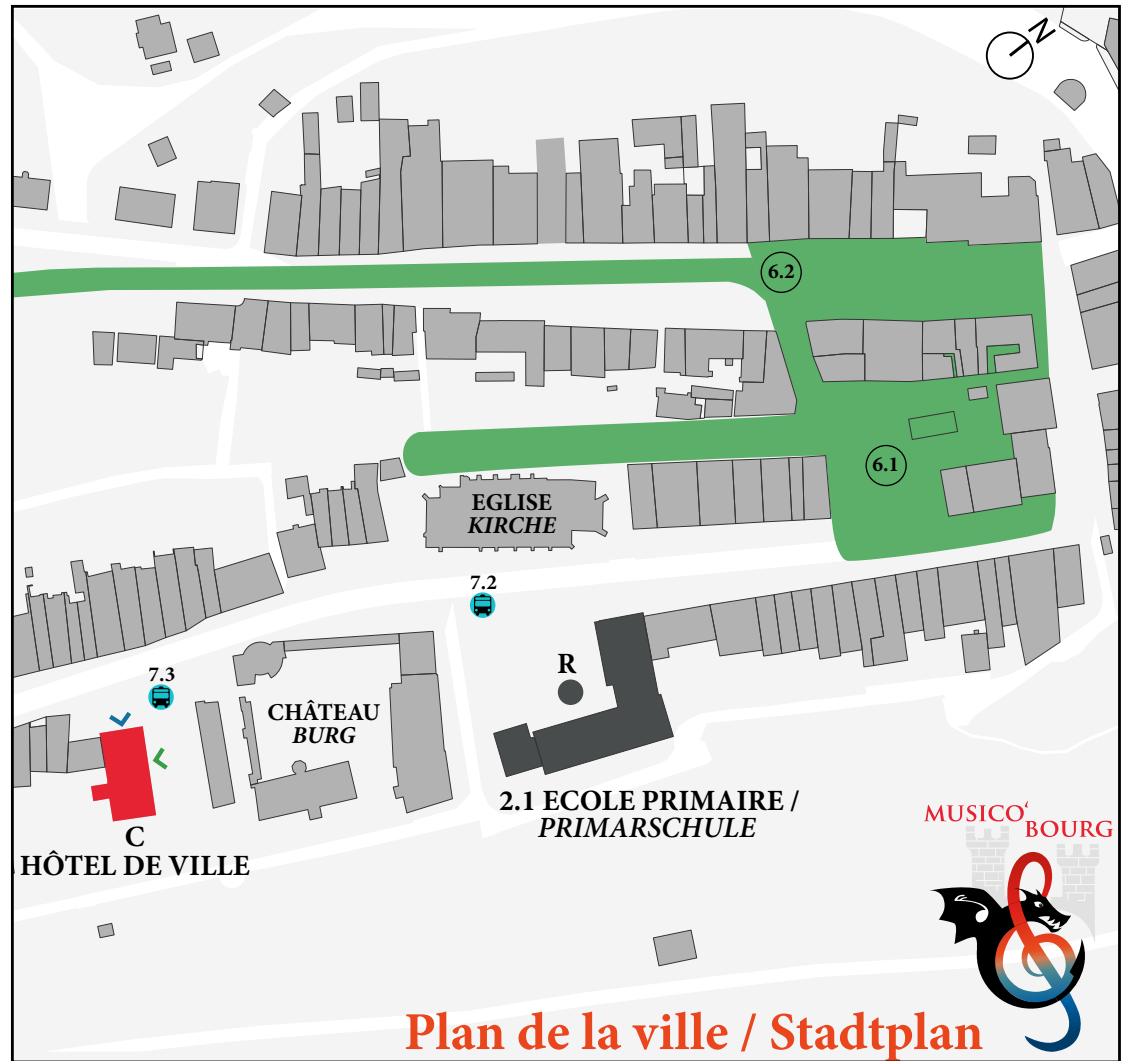 N
6.2
6.1
EGLISE
KIRCHE
7.2
R
7.3
CHÂTEAU
BURG
2.1 ECOLE PRIMAIRE /
PRIMARSCHULE
C
HÔTEL DE VILLE
MUSICO'
BOURG
Plan de la ville / Stadtplan